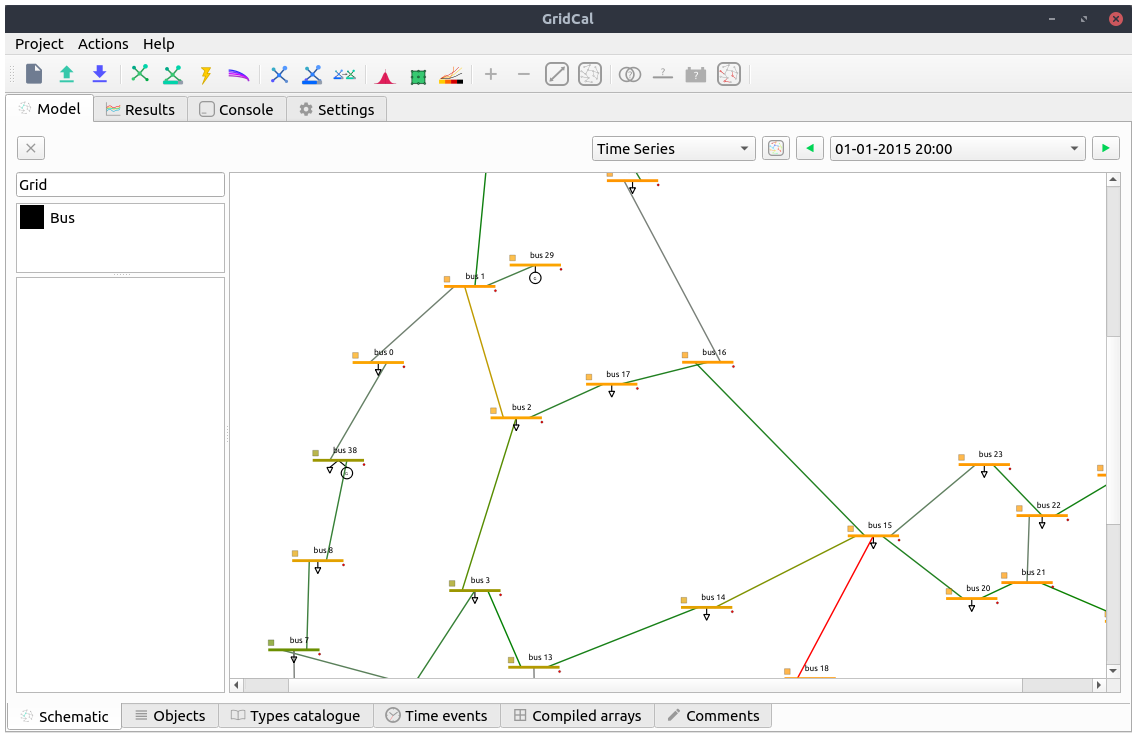 GridCal
Project Actions Help
Model Results Console Settings
Time Series 01-01-2015 20:00
Grid
Bus
bus 29
bus 1
bus 0
bus 16
bus 17
bus 2
bus 38
bus 23
bus 22
bus 15
bus 8
bus 21
bus 3
bus 20
bus 14
bus 7
bus 13
bus 18
Schematic Objects Types catalogue Time events Compiled arrays Comments